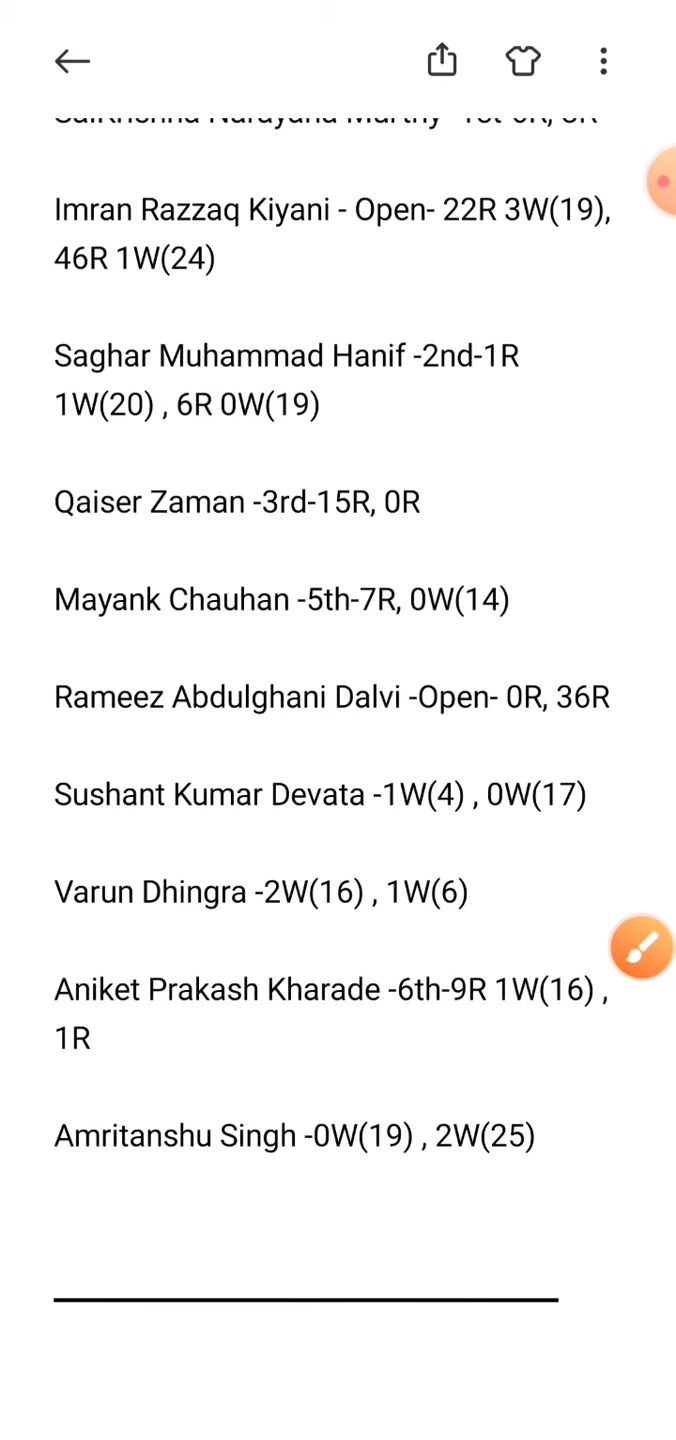 Imran Razzaq Kiyani - Open- 22R 3W(19),
46R 1W(24)
Saghar Muhammad Hanif -2nd-1R
1W(20) , 6R 0W(19)
Qaiser Zaman -3rd-15R, 0R
Mayank Chauhan -5th-7R, 0W(14)
Rameez Abdulghani Dalvi -Open- 0R, 36R
Sushant Kumar Devata -1W(4) , 0W(17)
Varun Dhingra -2W(16) , 1W(6)
Aniket Prakash Kharade -6th-9R 1W(16) ,
1R
Amritanshu Singh -0W(19) , 2W(25)